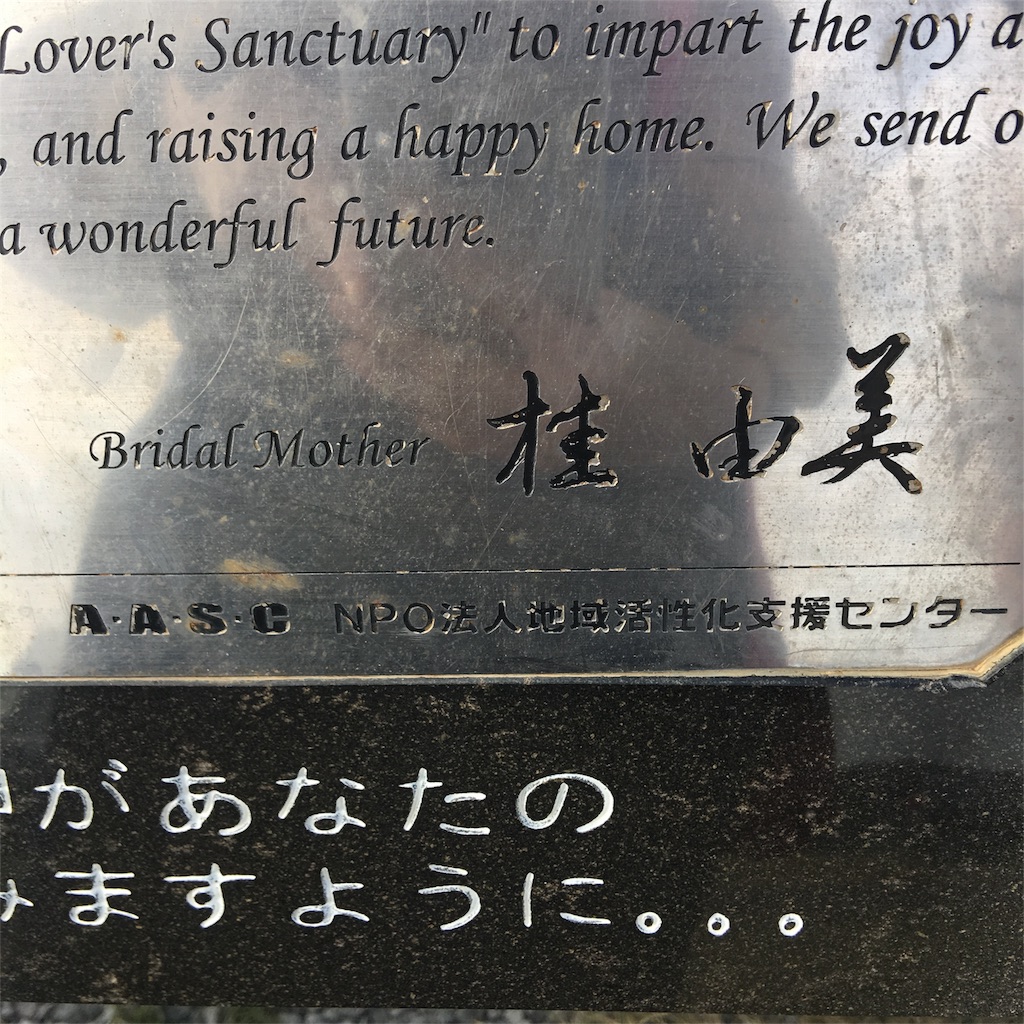 Lover's Sanctuary" to impart the joy a
, and raising a happy home. We send o
a wonderful future.
Bridal Mother 桂 由美
A·A·S·C NPO法人地域活性化支援センター
があなたの
ますように。。。